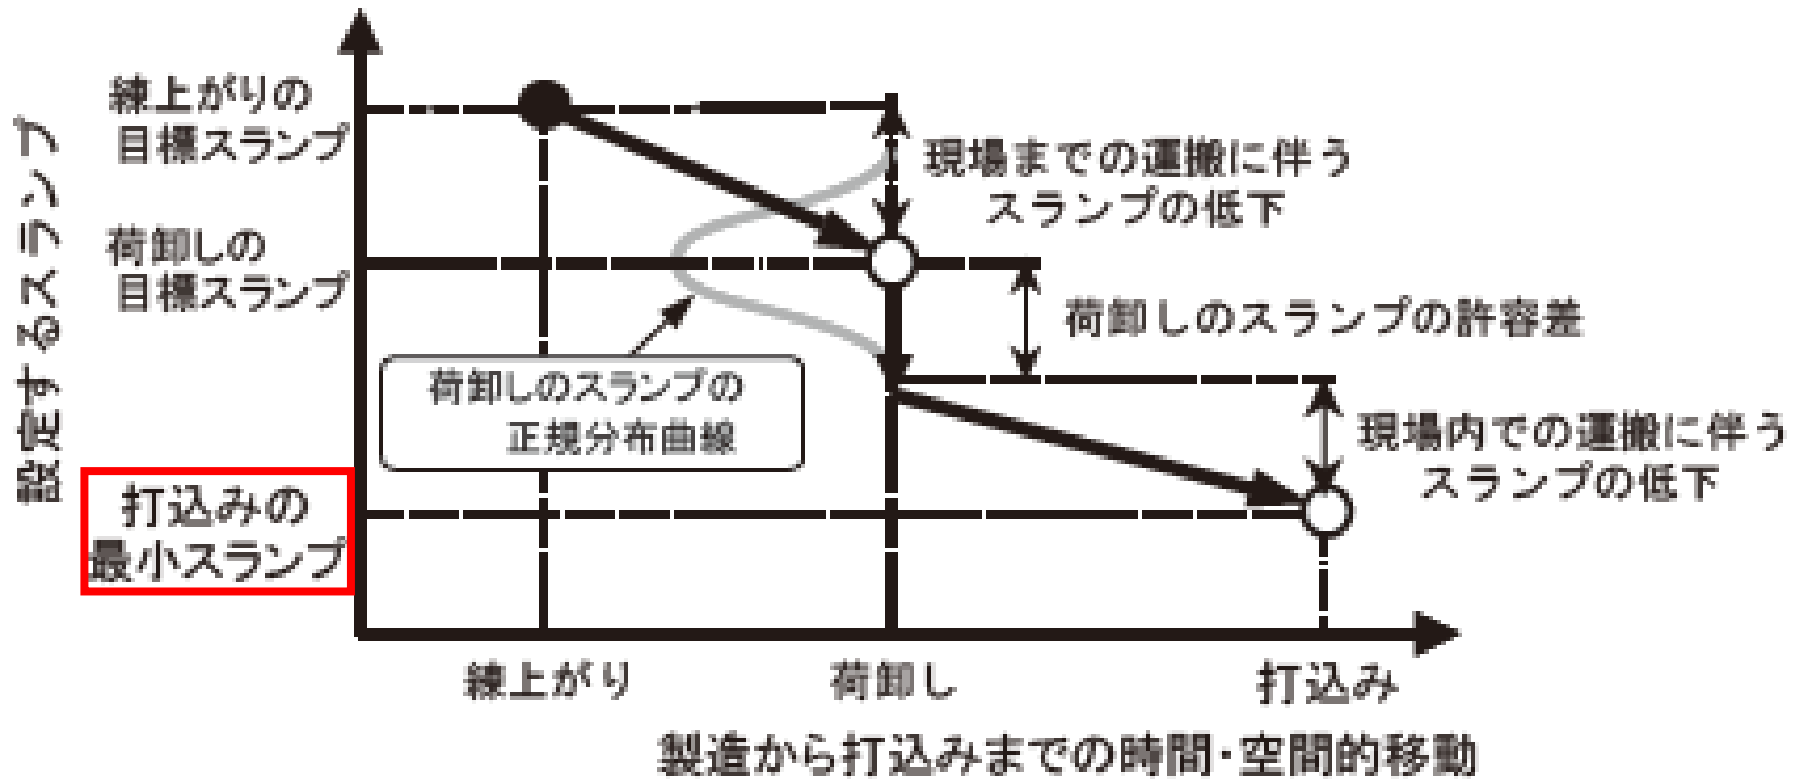 設定するスランプ
練上がりの
目標スランプ
荷卸しの
目標スランプ
打込みの
最小スランプ
現場までの運搬に伴う
スランプの低下
荷卸しのスランプの許容差
荷卸しのスランプの
正規分布曲線
現場内での運搬に伴う
スランプの低下
練上がり
荷卸し
打込み
製造から打込みまでの時間・空間的移動